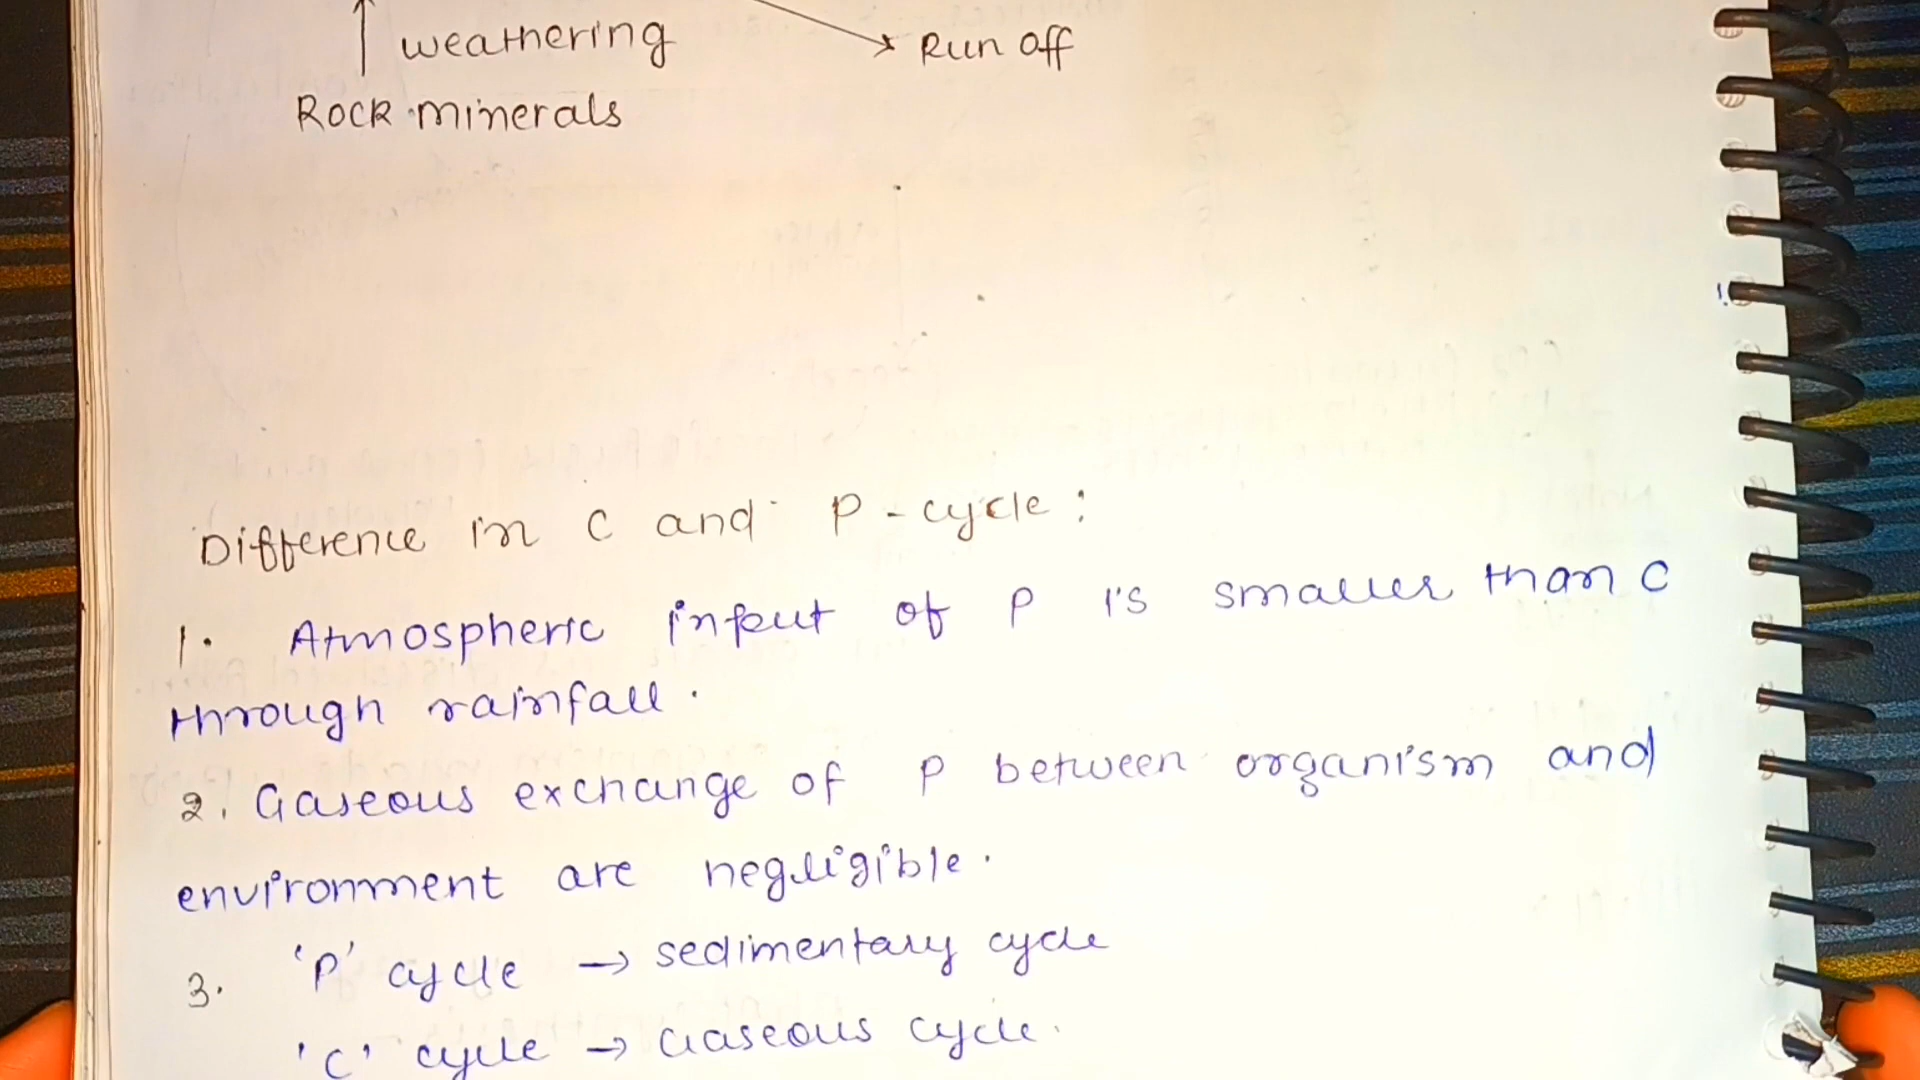 weathering
Run off
Rock minerals
Difference in C and P-cycle:
1. Atmospheric input of P is smaller than C
through rainfall.
2. Gaseous exchange of P between organism and
environment are negligible.
3. 'P' cycle → sedimentary cycle
'C' cycle → Gaseous cycle.